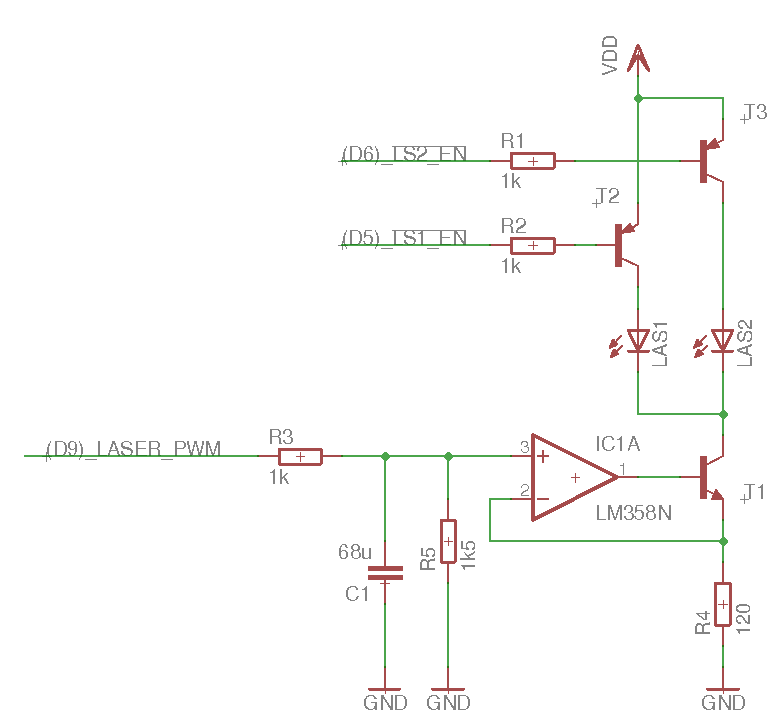 VDD
T3
(D6)_TS2_EN
R1
1k
T2
(D5)_TS1_EN
R2
1k
LAS1
LAS2
(D9)_LASER_PWM
R3
1k
3
2
1
IC1A
LM358N
T1
68u
C1
R5
1k5
R4
120
GND
GND
GND